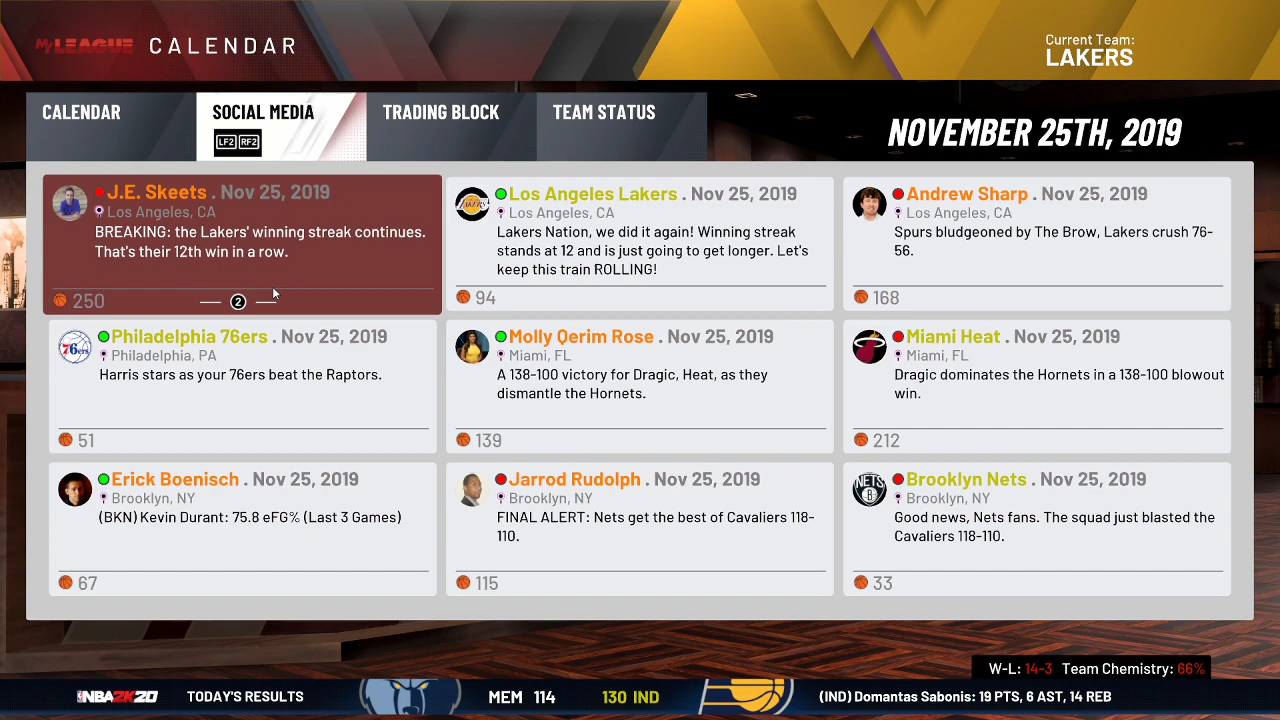 MyLEAGUE CALENDAR
Current Team:
LAKERS
CALENDAR
SOCIAL MEDIA
LF2 RF2
TRADING BLOCK
TEAM STATUS
NOVEMBER 25TH, 2019
J.E. Skeets . Nov 25, 2019
Los Angeles, CA
BREAKING: the Lakers' winning streak continues.
That's their 12th win in a row.
250
2
Los Angeles Lakers . Nov 25, 2019
Los Angeles, CA
Lakers Nation, we did it again! Winning streak
stands at 12 and is just going to get longer. Let's
keep this train ROLLING!
94
Andrew Sharp . Nov 25, 2019
Los Angeles, CA
Spurs bludgeoned by The Brow, Lakers crush 76-
56.
168
76ers
Philadelphia 76ers . Nov 25, 2019
Philadelphia, PA
Harris stars as your 76ers beat the Raptors.
51
Molly Qerim Rose . Nov 25, 2019
Miami, FL
A 138-100 victory for Dragic, Heat, as they
dismantle the Hornets.
139
Miami Heat . Nov 25, 2019
Miami, FL
Dragic dominates the Hornets in a 138-100 blowout
win.
212
Erick Boenisch . Nov 25, 2019
Brooklyn, NY
(BKN) Kevin Durant: 75.8 eFG% (Last 3 Games)
67
Jarrod Rudolph . Nov 25, 2019
Brooklyn, NY
FINAL ALERT: Nets get the best of Cavaliers 118-
110.
115
NETS
B
Brooklyn Nets . Nov 25, 2019
Brooklyn, NY
Good news, Nets fans. The squad just blasted the
Cavaliers 118-110.
33
W-L: 14-3 Team Chemistry: 66%
NBA2K20 TODAY'S RESULTS MEM 114 130 IND (IND) Domantas Sabonis: 19 PTS, 6 AST, 14 REB